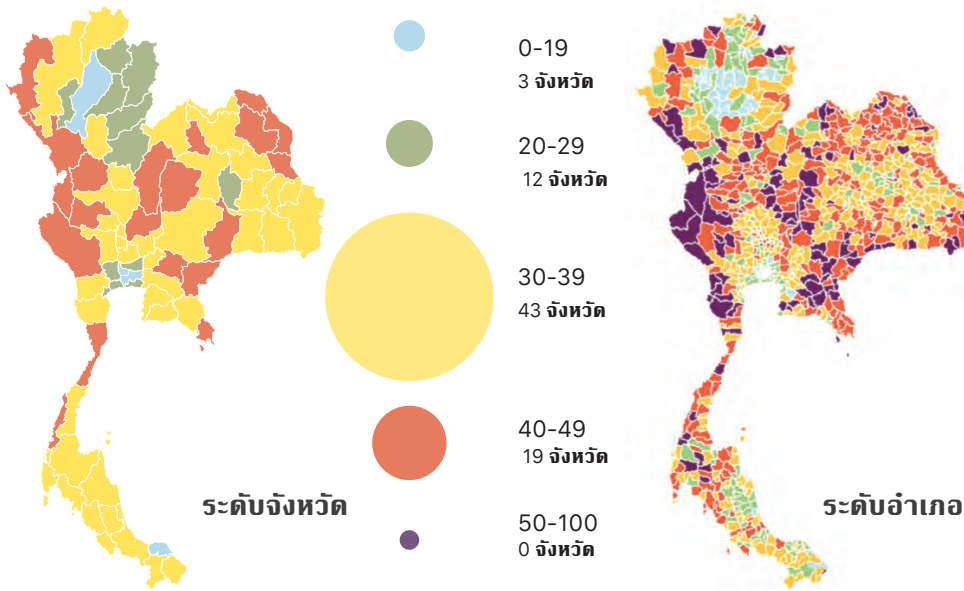 0-19
3 จังหวัด
20-29
12 จังหวัด
30-39
43 จังหวัด
40-49
19 จังหวัด
50-100
0 จังหวัด
ระดับจังหวัด
ระดับอำเภอ